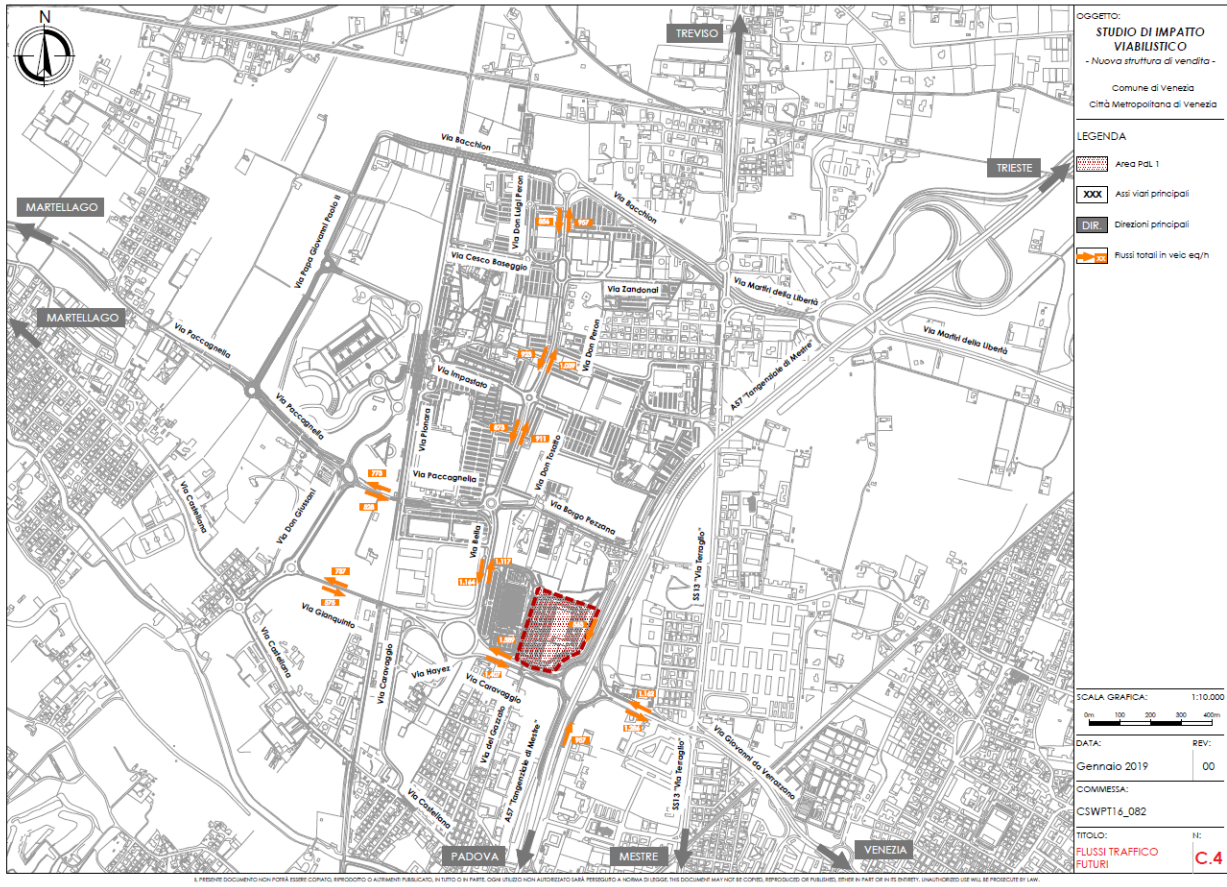 N
TREVISO
TRIESTE
MARTELLAGO
MARTELLAGO
PADOVA
MESTRE
VENEZIA
Via Bacchion
Via Bacchion
Via Don Luigi Peron
Via Papa Giovanni Paolo II
Via Cesco Baseggio
Via Zandonai
Via Martiri della Libertà
Via Martiri della Libertà
Via Don Peron
A57 "Tangenziale di Mestre"
Via Paccagnella
Via Impastato
Via Paccagnella
Via Pionara
Via Don Tosatto
Via Paccagnella
Via Borgo Pezzana
Via Castellana
Via Don Giussani
Via Bella
SS13 "Via Terraglio"
Via Gianquinto
Via Castellana
Via Caravaggio
Via Hayez
Via Caravaggio
Via del Gazzato
A57 "Tangenziale di Mestre"
SS13 "Via Terraglio"
Via Giovanni da Verrazzano
Via Castellana
957
911
775
1.317
1.164
757
575
957
OGGETTO:
STUDIO DI IMPATTO
VIABILISTICO
- Nuova struttura di vendita -
Comune di Venezia
Città Metropolitana di Venezia
LEGENDA
Area PdL 1
XXX Assi viari principali
DIR. Direzioni principali
XX Flussi totali in veic eq/h
SCALA GRAFICA: 1:10.000
0m 100 200 300 400m
DATA: REV:
Gennaio 2019 00
COMMESSA:
CSWPT16_082
TITOLO: N:
FLUSSI TRAFFICO
FUTURI C.4
IL PRESENTE DOCUMENTO NON POTRÀ ESSERE COPIATO, RIPRODOTTO O ALTRIMENTI PUBBLICATO, IN TUTTO O IN PARTE. OGNI UTILIZZO NON AUTORIZZATO SARÀ PERSEGUITO A NORMA DI LEGGE. THIS DOCUMENT MAY NOT BE COPIED, REPRODUCED OR PUBLISHED, EITHER IN PART OR IN ITS ENTIRETY. UNAUTHORIZED USE WILL BE PROSECUTE BY LAW.